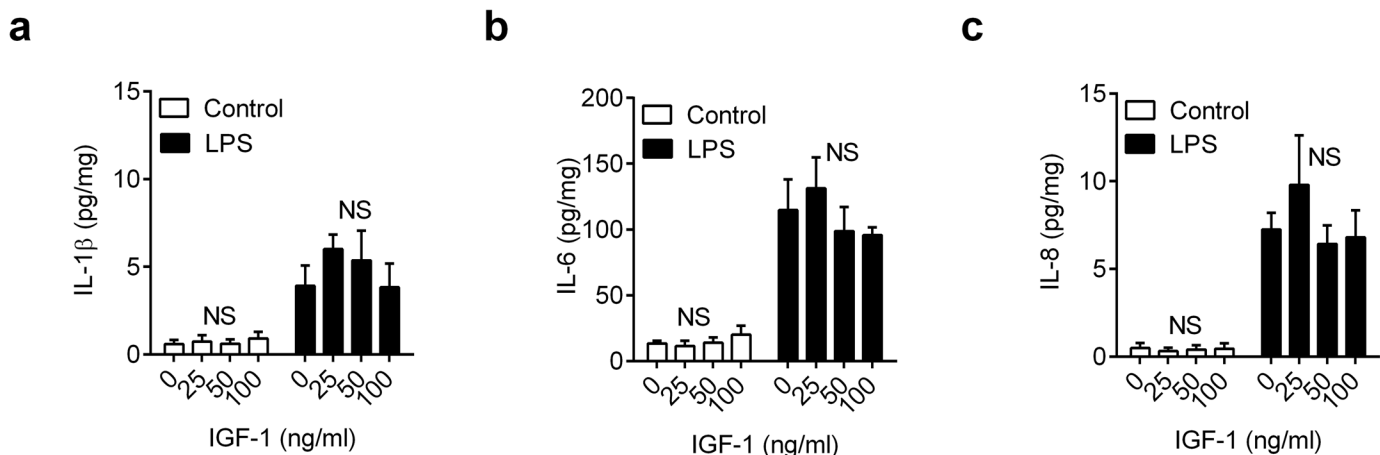 a
b
c
IL-1β (pg/mg)
15
10
5
0
Control
LPS
NS
NS
0
25
50
100
0
25
50
100
IGF-1 (ng/ml)
IL-6 (pg/mg)
200
150
100
50
0
Control
LPS
NS
NS
0
25
50
100
0
25
50
100
IGF-1 (ng/ml)
IL-8 (pg/mg)
15
10
5
0
Control
LPS
NS
NS
0
25
50
100
0
25
50
100
IGF-1 (ng/ml)